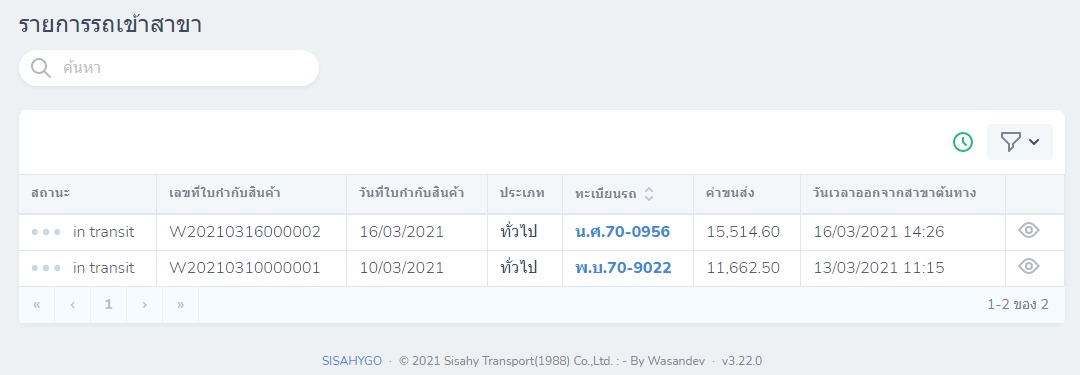 รายการรถเข้าสาขา
ค้นหา
สถานะ เลขที่ใบกำกับสินค้า วันที่ใบกำกับสินค้า ประเภท ทะเบียนรถ ค่าขนส่ง วันเวลาออกจากสาขาต้นทาง
in transit W20210316000002 16/03/2021 ทั่วไป น.ศ.70-0956 15,514.60 16/03/2021 14:26
in transit W20210310000001 10/03/2021 ทั่วไป พ.บ.70-9022 11,662.50 13/03/2021 11:15
« ‹ 1 › » 1-2 ของ 2
SISAHYGO · © 2021 Sisahy Transport(1988) Co.,Ltd. : - By Wasandev · v3.22.0